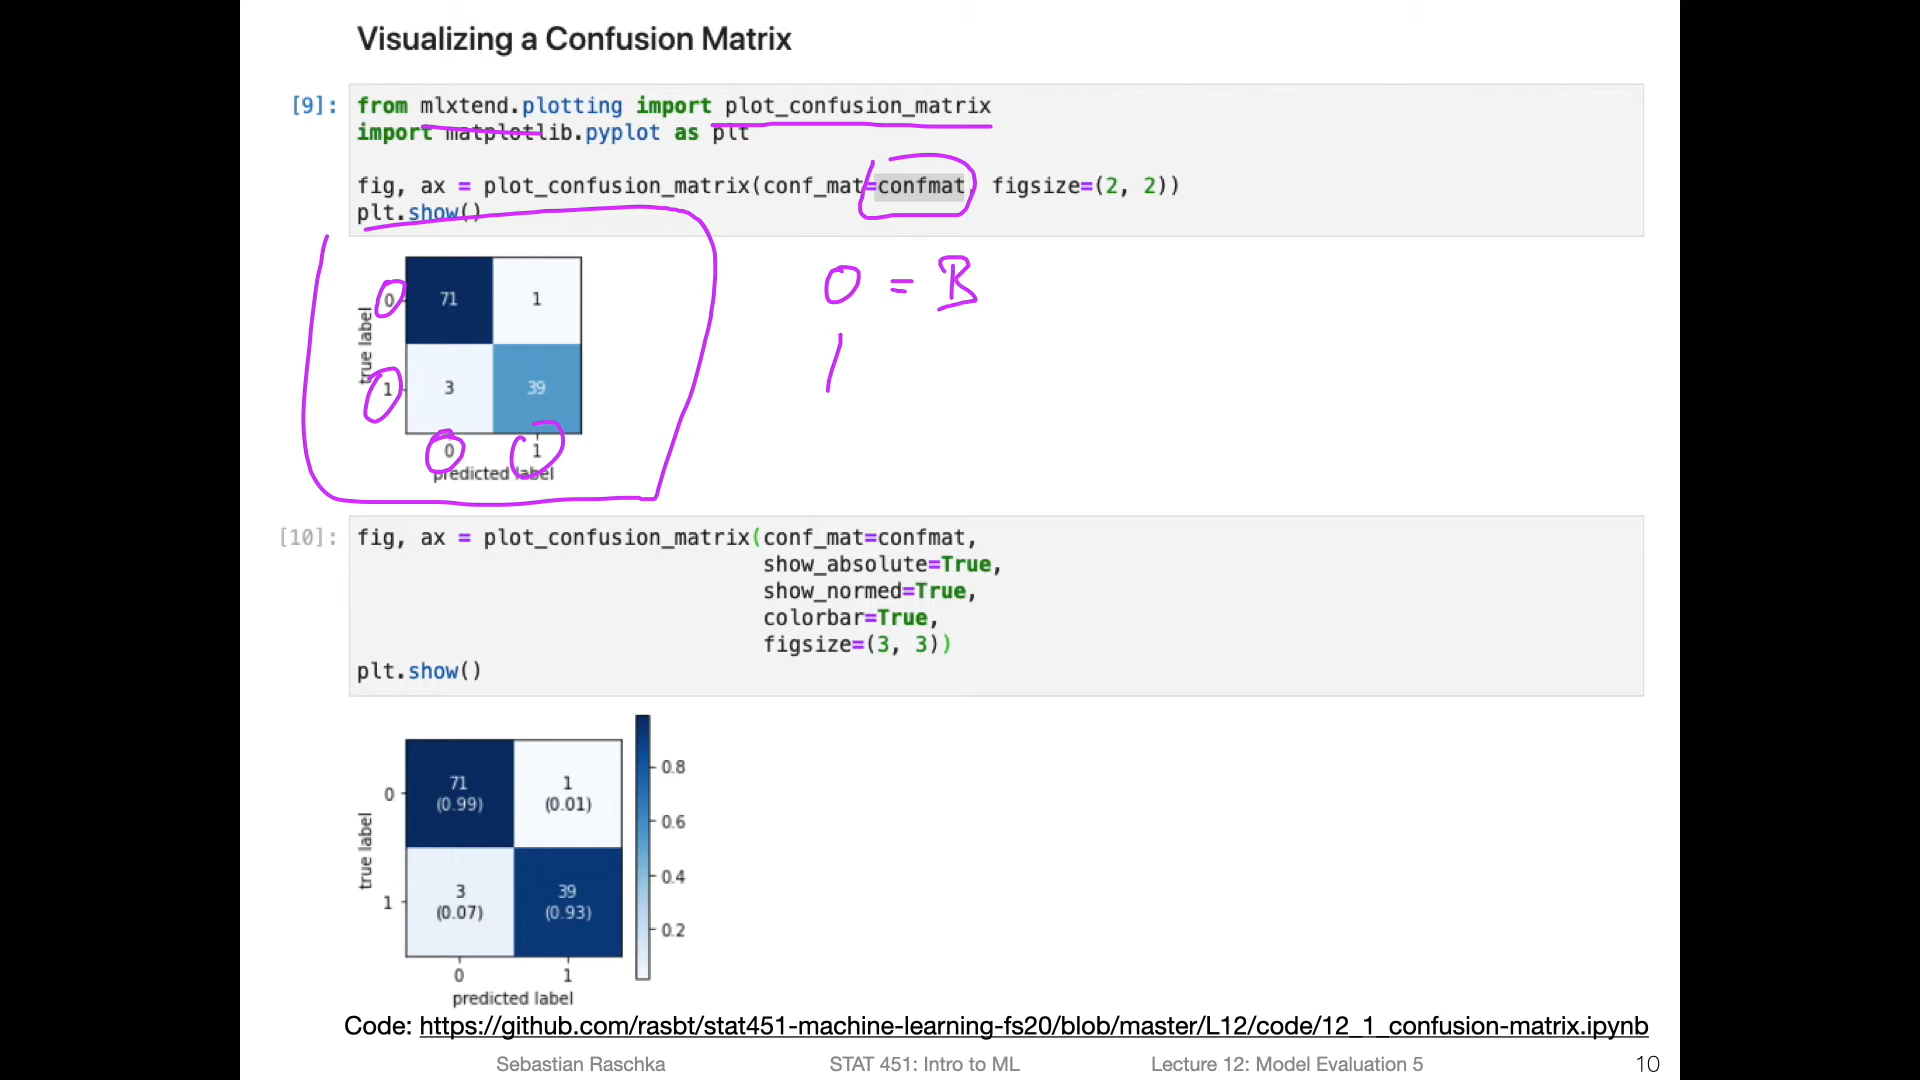 Visualizing a Confusion Matrix
[9]: from mlxtend.plotting import plot_confusion_matrix
import matplotlib.pyplot as plt
fig, ax = plot_confusion_matrix(conf_mat=confmat, figsize=(2, 2))
plt.show()
0 71 1
true label
1 3 39
0 1
predicted label
0 = B
1
[10]: fig, ax = plot_confusion_matrix(conf_mat=confmat,
show_absolute=True,
show_normed=True,
colorbar=True,
figsize=(3, 3))
plt.show()
0.8
71 1
0
(0.99) (0.01)
0.6
true label
0.4
3 39
1
(0.07) (0.93)
0.2
0 1
predicted label
Code: https://github.com/rasbt/stat451-machine-learning-fs20/blob/master/L12/code/12_1_confusion-matrix.ipynb
Sebastian Raschka STAT 451: Intro to ML Lecture 12: Model Evaluation 5 10